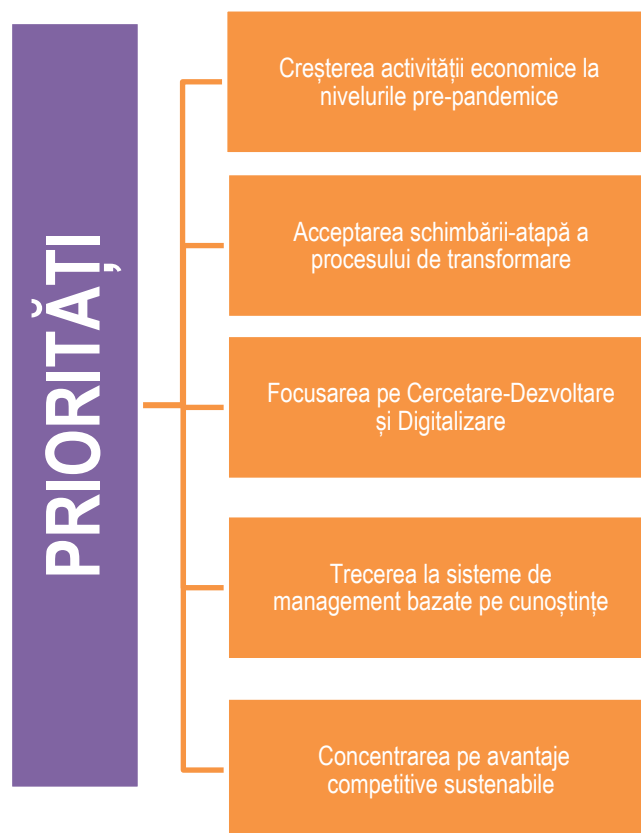 PRIORITĂȚI
Creșterea activității economice la
nivelurile pre-pandemice
Acceptarea schimbării-atapă a
procesului de transformare
Focusarea pe Cercetare-Dezvoltare
și Digitalizare
Trecerea la sisteme de
management bazate pe cunoștințe
Concentrarea pe avantaje
competitive sustenabile